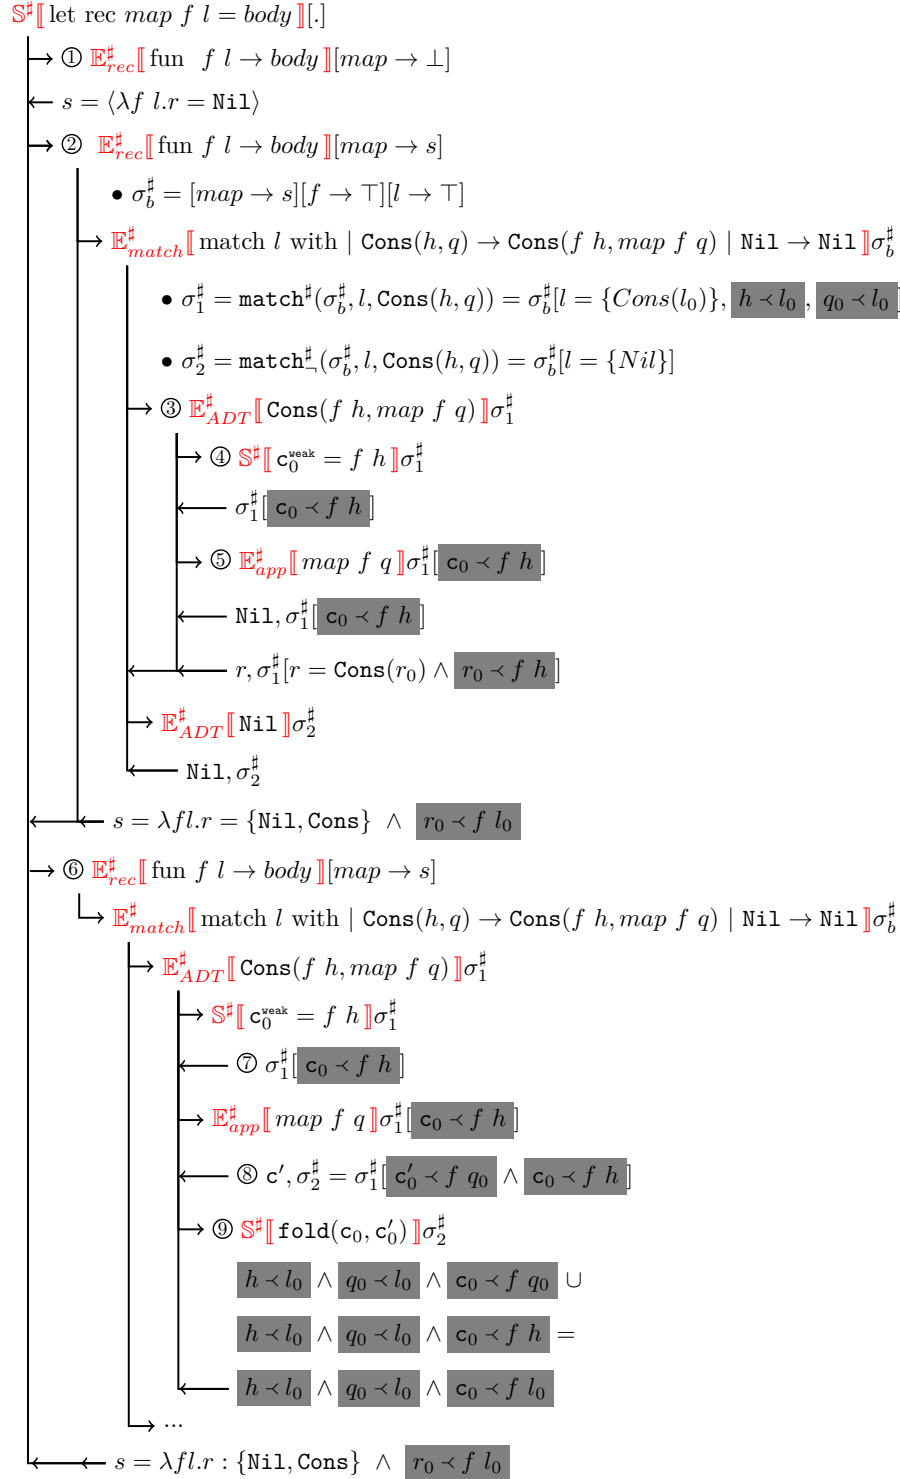 𝕊♯⟦ let rec map f l = body ⟧[.]
① 𝔼♯rec⟦ fun f l → body ⟧[map → ⊥]
s = ⟨λf l.r = Nil⟩
② 𝔼♯rec⟦ fun f l → body ⟧[map → s]
• σ♯b = [map → s][f → ⊤][l → ⊤]
𝔼♯match⟦ match l with | Cons(h, q) → Cons(f h, map f q) | Nil → Nil ⟧σ♯b
• σ♯1 = match♯(σ♯b, l, Cons(h, q)) = σ♯b[l = {Cons(l0)}, h ≺ l0, q0 ≺ l0]
• σ♯2 = match♯¬(σ♯b, l, Cons(h, q)) = σ♯b[l = {Nil}]
③ 𝔼♯ADT⟦ Cons(f h, map f q) ⟧σ♯1
④ 𝕊♯⟦ c0^weak = f h ⟧σ♯1
σ♯1[ c0 ≺ f h ]
⑤ 𝔼♯app⟦ map f q ⟧σ♯1[ c0 ≺ f h ]
Nil, σ♯1[ c0 ≺ f h ]
r, σ♯1[r = Cons(r0) ∧ r0 ≺ f h ]
𝔼♯ADT⟦ Nil ⟧σ♯2
Nil, σ♯2
s = λfl.r = {Nil, Cons} ∧ r0 ≺ f l0
⑥ 𝔼♯rec⟦ fun f l → body ⟧[map → s]
𝔼♯match⟦ match l with | Cons(h, q) → Cons(f h, map f q) | Nil → Nil ⟧σ♯b
𝔼♯ADT⟦ Cons(f h, map f q) ⟧σ♯1
𝕊♯⟦ c0^weak = f h ⟧σ♯1
⑦ σ♯1[ c0 ≺ f h ]
𝔼♯app⟦ map f q ⟧σ♯1[ c0 ≺ f h ]
⑧ c′, σ♯2 = σ♯1[ c′0 ≺ f q0 ∧ c0 ≺ f h ]
⑨ 𝕊♯⟦ fold(c0, c′0) ⟧σ♯2
h ≺ l0 ∧ q0 ≺ l0 ∧ c0 ≺ f q0 ∪
h ≺ l0 ∧ q0 ≺ l0 ∧ c0 ≺ f h =
h ≺ l0 ∧ q0 ≺ l0 ∧ c0 ≺ f l0
...
s = λfl.r : {Nil, Cons} ∧ r0 ≺ f l0